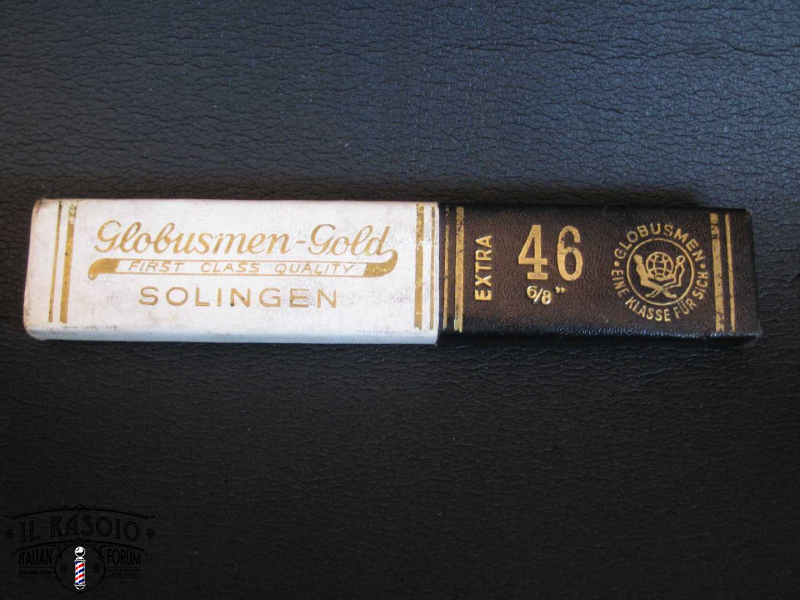 Globusmen-Gold
FIRST CLASS QUALITY
SOLINGEN
EXTRA
46
6/8"
GLOBUSMEN
EINE KLASSE FÜR SICH
IL RASOIO
ITALIAN FORUM